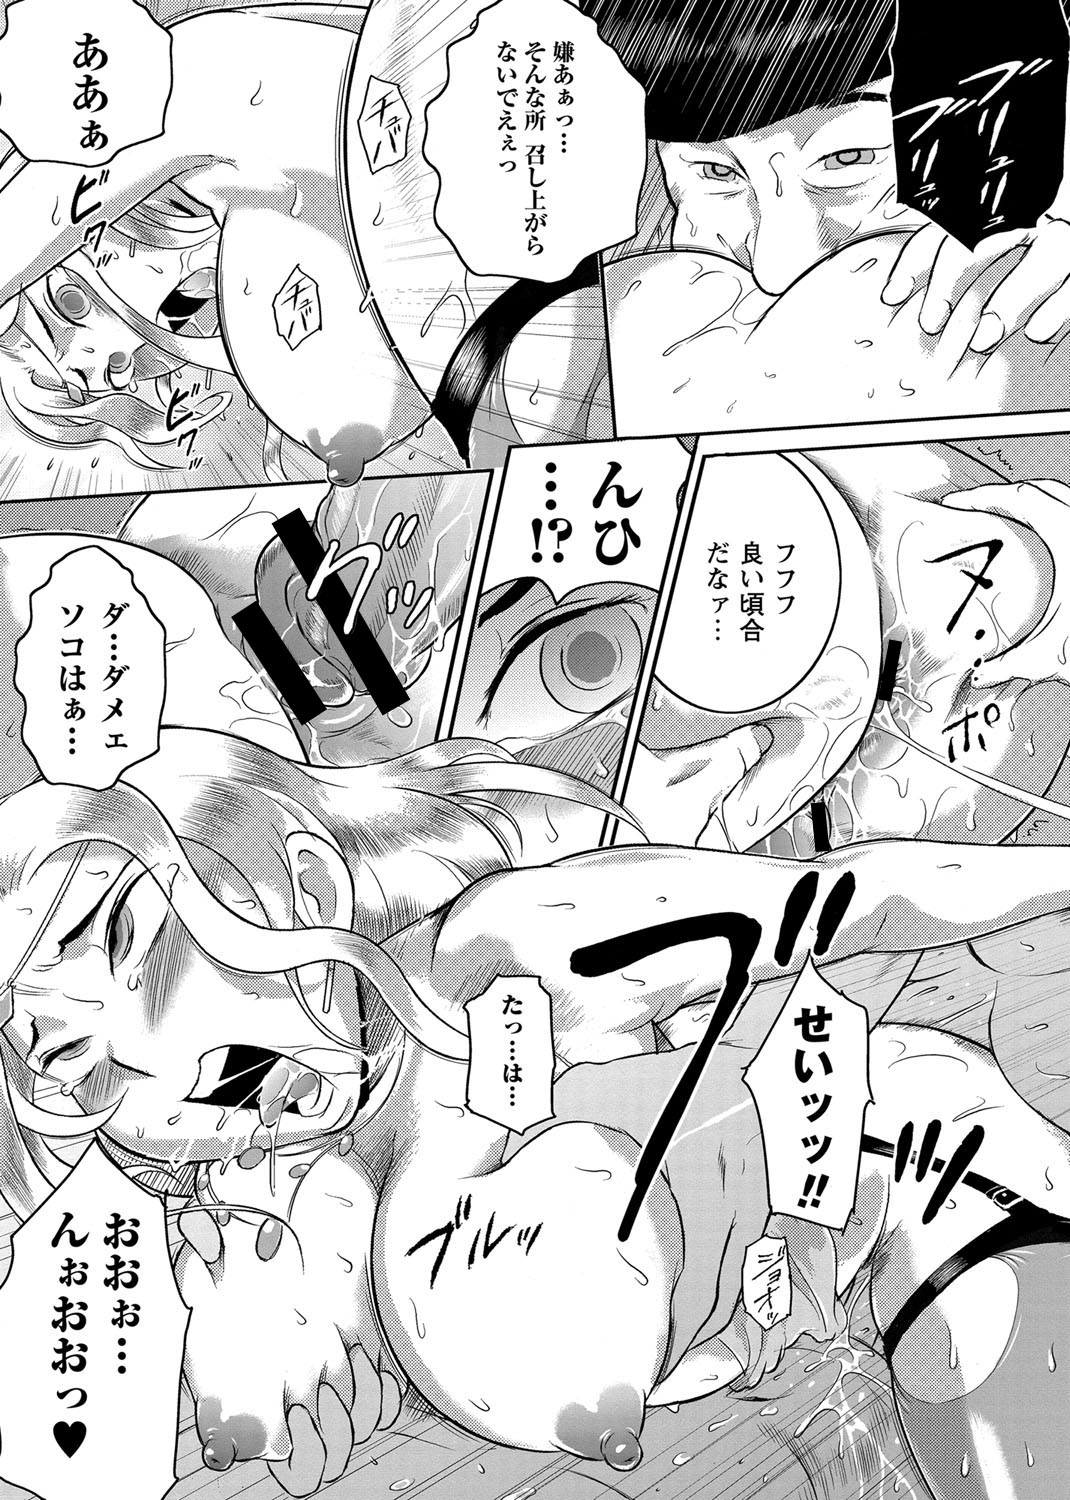 ブリュッ
ブリュッ
嫌あぁっ…
そんな所 召し上がら
ないでえぇっ
チュバ
チュバ
あぁぁ
ビクッ
ビクッ
フフフ
良い頃合
だなァ…
ヌ…
ポ
んひ
…!?
グッ
ダ…ダメェ
ソコはぁ…
せいッッ!!
たっ…は…
ブッ
ブルッ
ジョオッ
おおぉ…
んぉおおっ♥